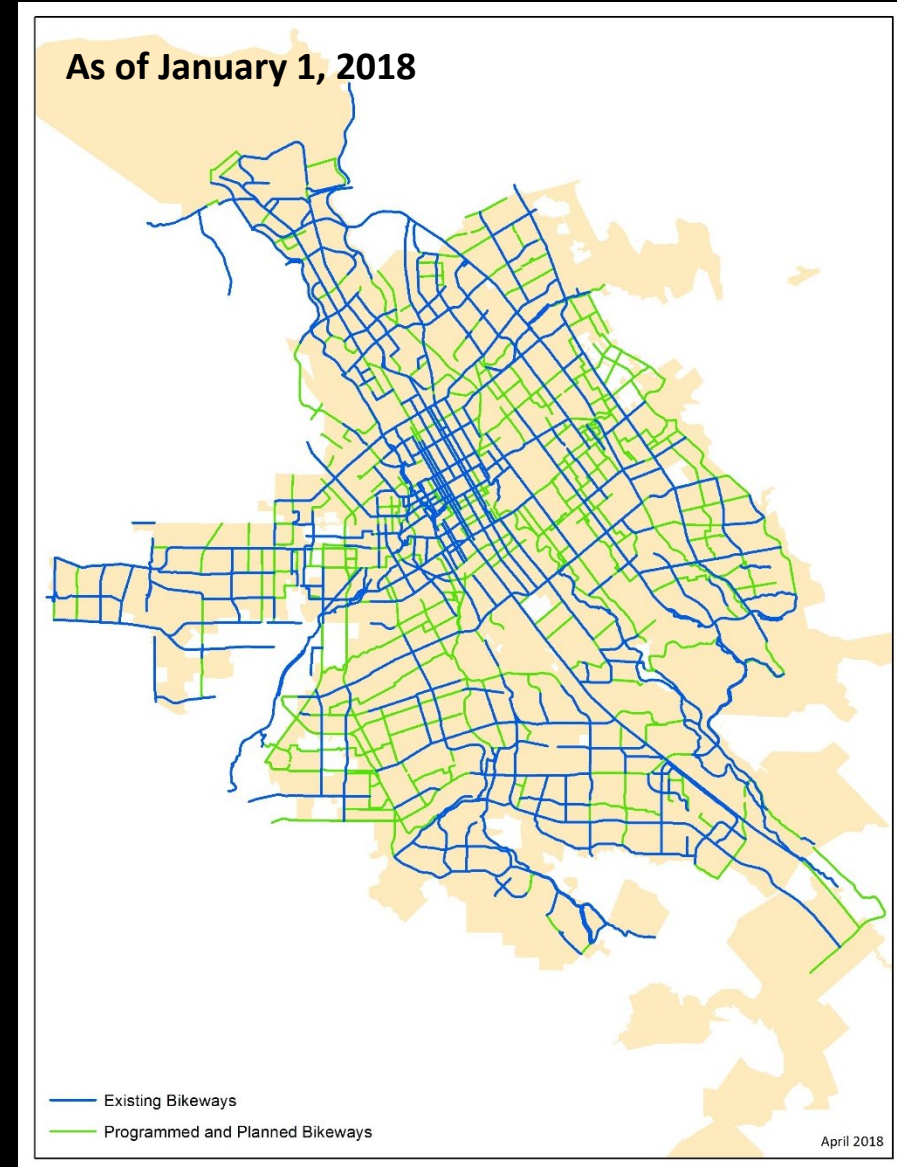 As of January 1, 2018
Existing Bikeways
Programmed and Planned Bikeways
April 2018